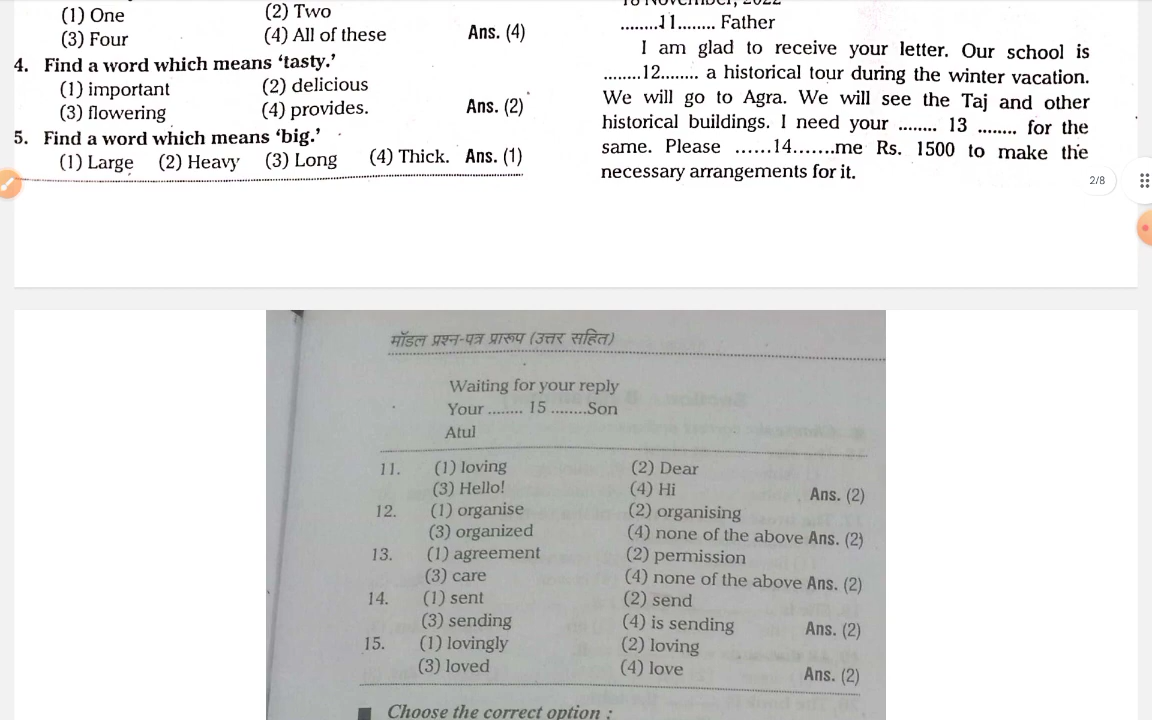 (1) One (2) Two
(3) Four (4) All of these Ans. (4)
4. Find a word which means ‘tasty.’
(1) important (2) delicious
(3) flowering (4) provides. Ans. (2)
5. Find a word which means ‘big.’
(1) Large (2) Heavy (3) Long (4) Thick. Ans. (1)
18 November, 2022
........11........ Father
I am glad to receive your letter. Our school is
........12........ a historical tour during the winter vacation.
We will go to Agra. We will see the Taj and other
historical buildings. I need your ........ 13 ........ for the
same. Please ......14.......me Rs. 1500 to make the
necessary arrangements for it.
2/8
मॉडल प्रश्न-पत्र प्रारूप (उत्तर सहित)
Waiting for your reply
Your ........ 15 ........Son
Atul
11. (1) loving (2) Dear
(3) Hello! (4) Hi Ans. (2)
12. (1) organise (2) organising
(3) organized (4) none of the above Ans. (2)
13. (1) agreement (2) permission
(3) care (4) none of the above Ans. (2)
14. (1) sent (2) send
(3) sending (4) is sending Ans. (2)
15. (1) lovingly (2) loving
(3) loved (4) love Ans. (2)
Choose the correct option :